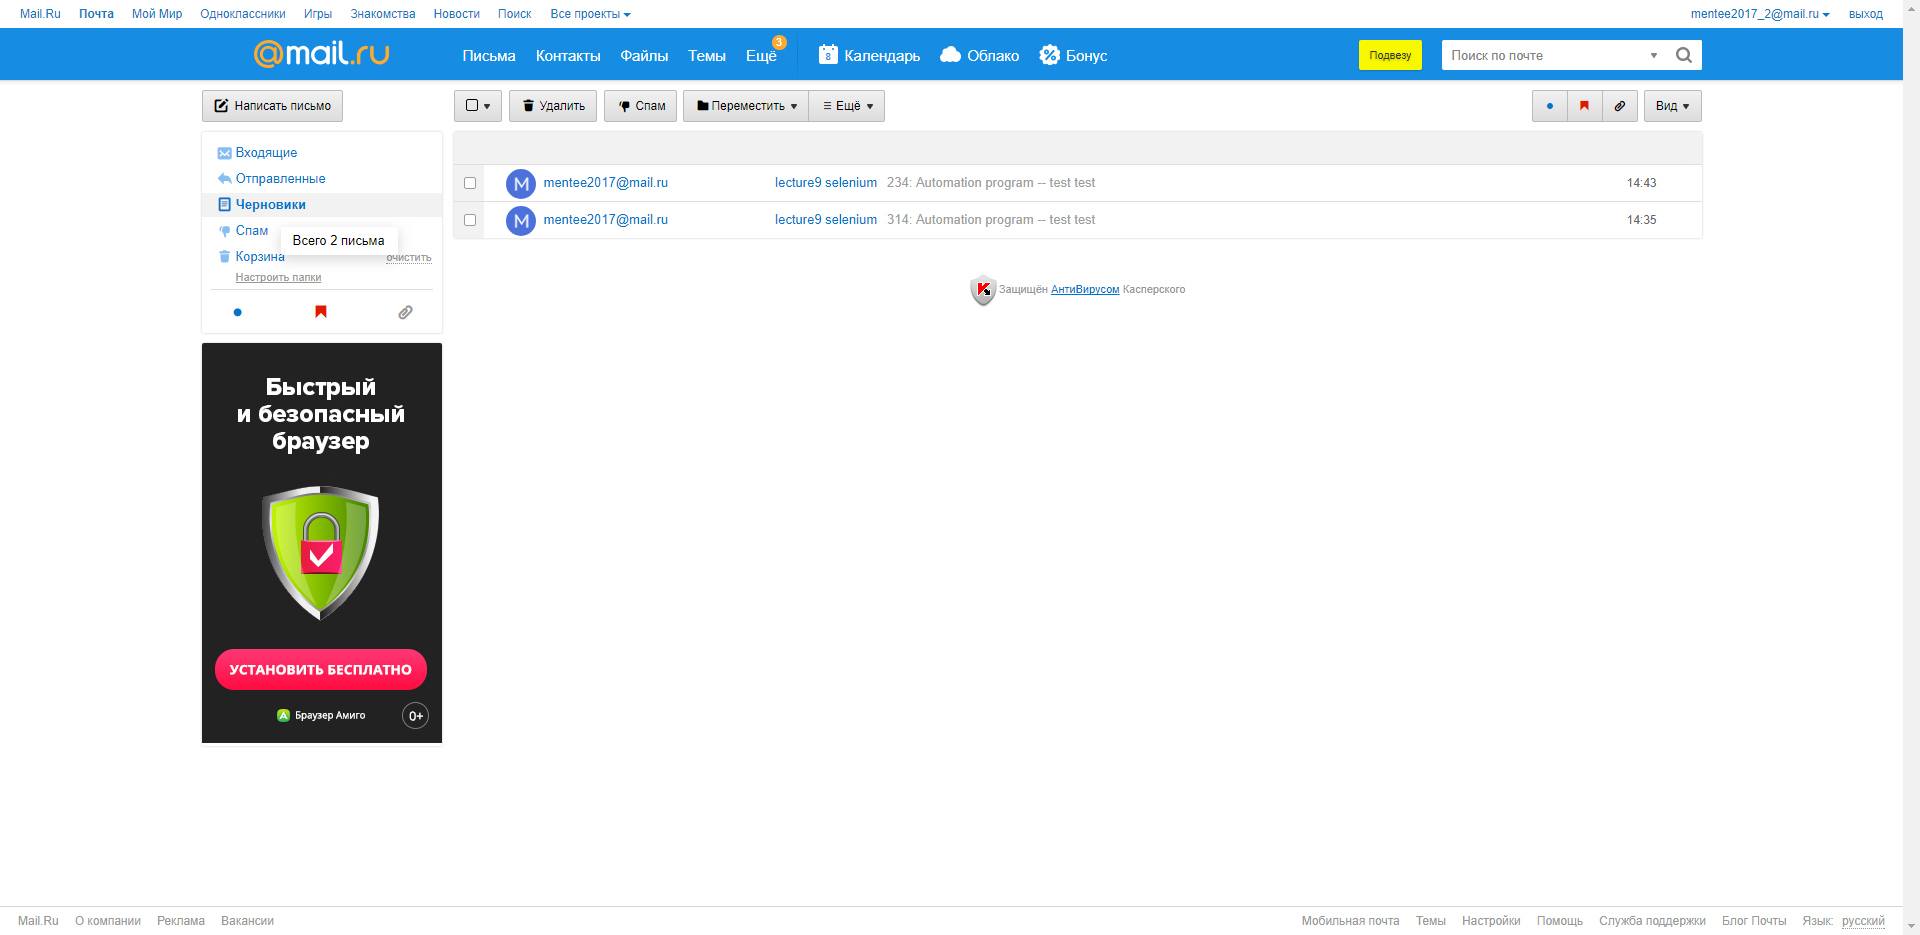 Mail.Ru Почта Мой Мир Одноклассники Игры Знакомства Новости Поиск Все проекты mentee2017_2@mail.ru выход
@mail.ru Письма Контакты Файлы Темы Ещё 3 8 Календарь Облако Бонус Подвезу Поиск по почте
Написать письмо Удалить Спам Переместить Ещё Вид
Входящие
Отправленные
Черновики
Спам
Всего 2 письма
Корзина очистить
Настроить папки
M mentee2017@mail.ru lecture9 selenium 234: Automation program -- test test 14:43
M mentee2017@mail.ru lecture9 selenium 314: Automation program -- test test 14:35
Защищён АнтиВирусом Касперского
Быстрый
и безопасный
браузер
УСТАНОВИТЬ БЕСПЛАТНО
Браузер Амиго 0+
Mail.Ru О компании Реклама Вакансии Мобильная почта Темы Настройки Помощь Служба поддержки Блог Почты Язык: русский